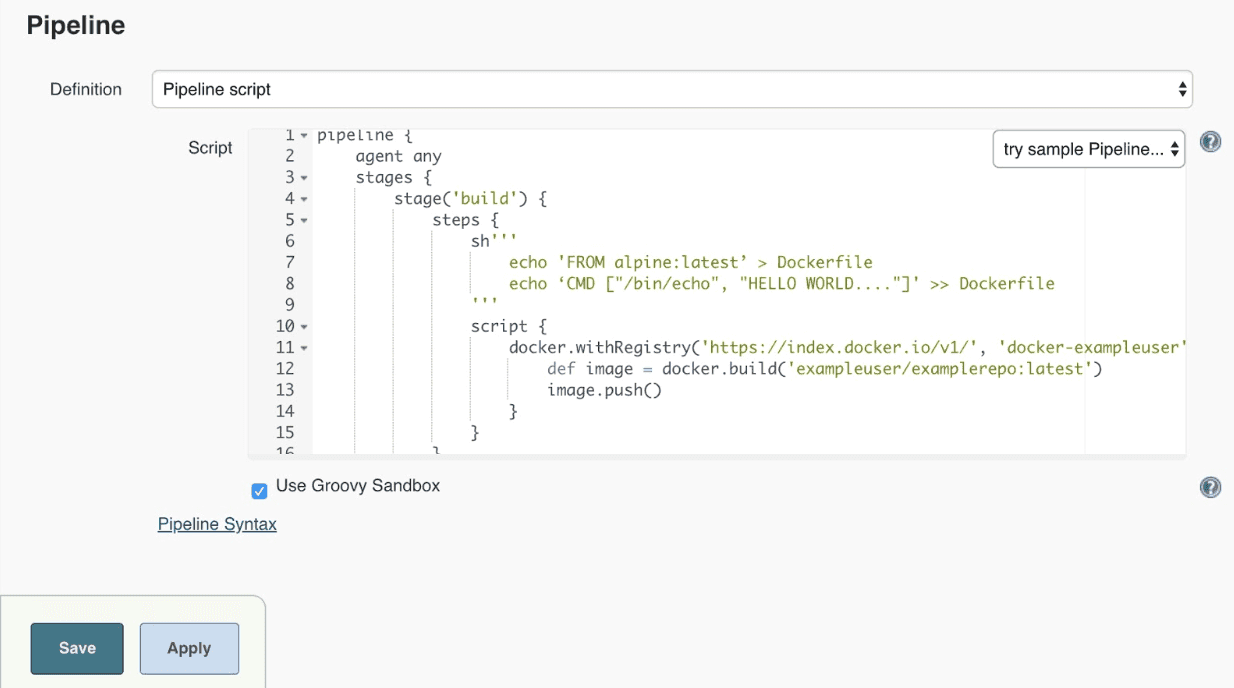 Pipeline
Definition
Pipeline script
Script
try sample Pipeline...
1 pipeline {
2 agent any
3 stages {
4 stage('build') {
5 steps {
6 sh'''
7 echo 'FROM alpine:latest’ > Dockerfile
8 echo ‘CMD ["/bin/echo", "HELLO WORLD...."]' >> Dockerfile
9 '''
10 script {
11 docker.withRegistry('https://index.docker.io/v1/', 'docker-exampleuser'
12 def image = docker.build('exampleuser/examplerepo:latest')
13 image.push()
14 }
15 }
16 }
Use Groovy Sandbox
Pipeline Syntax
Save
Apply